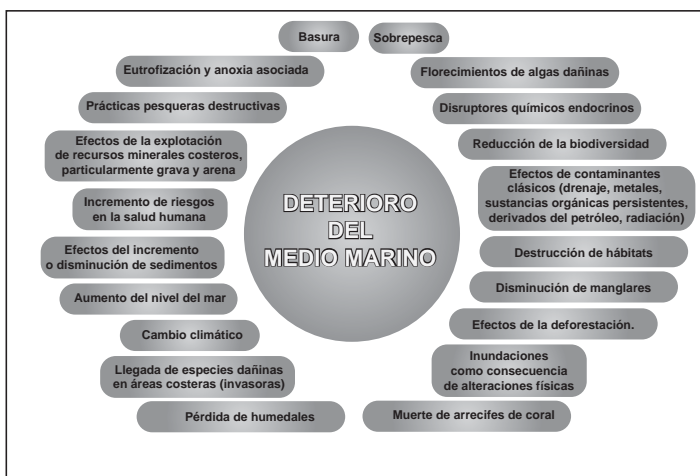 Basura
Sobrepesca
Eutrofización y anoxia asociada
Florecimientos de algas dañinas
Prácticas pesqueras destructivas
Disruptores químicos endocrinos
Efectos de la explotación
de recursos minerales costeros,
particularmente grava y arena
Reducción de la biodiversidad
Incremento de riesgos
en la salud humana
Efectos de contaminantes
clásicos (drenaje, metales,
sustancias orgánicas persistentes,
derivados del petróleo, radiación)
DETERIORO
DEL
MEDIO MARINO
Efectos del incremento
o disminución de sedimentos
Destrucción de hábitats
Aumento del nivel del mar
Disminución de manglares
Cambio climático
Efectos de la deforestación.
Llegada de especies dañinas
en áreas costeras (invasoras)
Inundaciones
como consecuencia
de alteraciones físicas
Pérdida de humedales
Muerte de arrecifes de coral